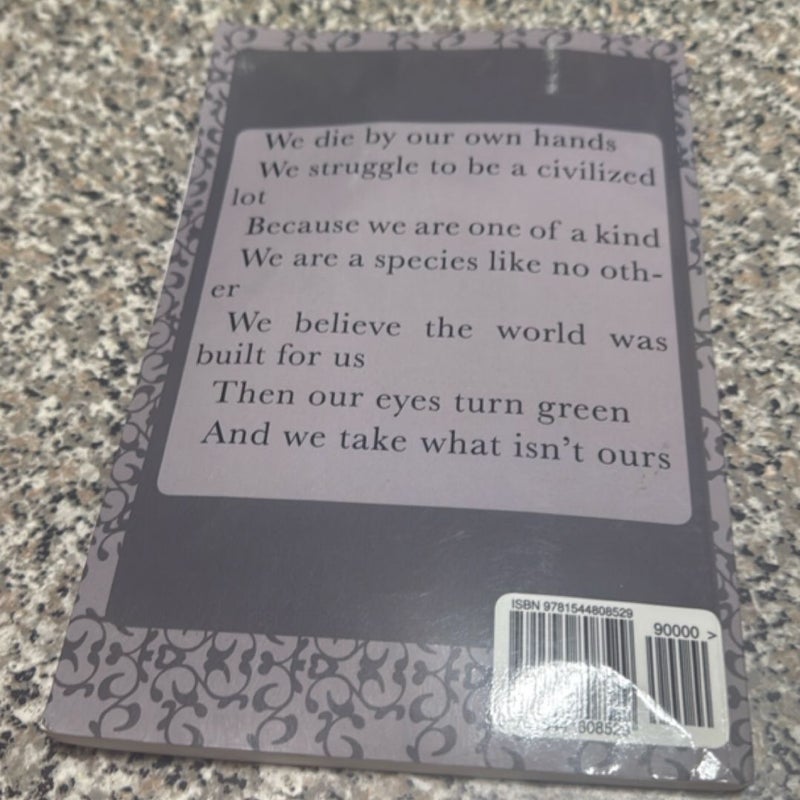 We die by our own hands
We struggle to be a civilized
lot
Because we are one of a kind
We are a species like no oth-
er
We believe the world was
built for us
Then our eyes turn green
And we take what isn't ours
ISBN 9781544808529
90000 >
808529